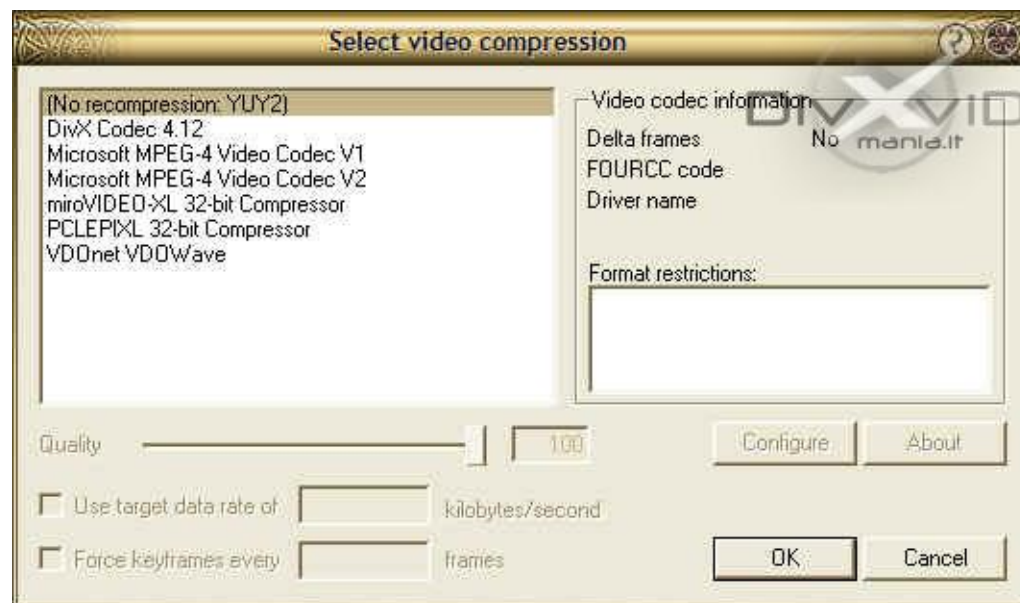 Select video compression
?
(No recompression: YUY2)
DivX Codec 4.12
Microsoft MPEG-4 Video Codec V1
Microsoft MPEG-4 Video Codec V2
miroVIDEO-XL 32-bit Compressor
PCLEPIXL 32-bit Compressor
VDOnet VDOWave
Video codec information
Delta frames No
FOURCC code
Driver name
Format restrictions:
DIVXVID
mania.it
Quality 100
Configure About
Use target data rate of kilobytes/second
Force keyframes every frames
OK Cancel